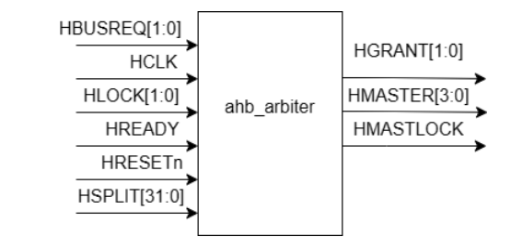 HBUSREQ[1:0]
HCLK
HLOCK[1:0]
HREADY
HRESETn
HSPLIT[31:0]
ahb_arbiter
HGRANT[1:0]
HMASTER[3:0]
HMASTLOCK